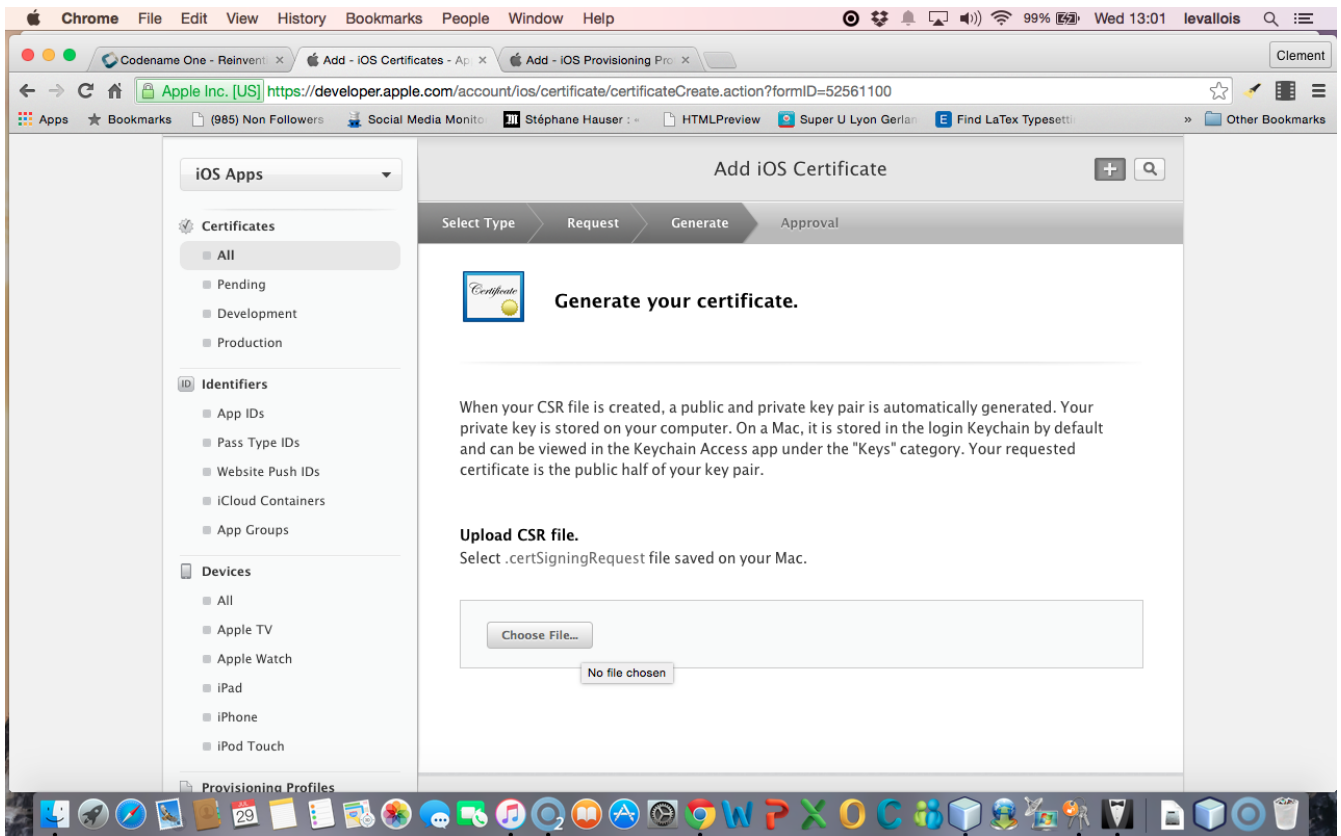 Chrome File Edit View History Bookmarks People Window Help 99% Wed 13:01 levallois
Codename One - Reinventi Add - iOS Certificates - Ap Add - iOS Provisioning Pro Clement
Apple Inc. [US] https://developer.apple.com/account/ios/certificate/certificateCreate.action?formID=52561100
Apps Bookmarks (985) Non Followers Social Media Monito Stéphane Hauser : - HTMLPreview Super U Lyon Gerlan Find LaTex Typesetti » Other Bookmarks
iOS Apps
Certificates
All
Pending
Development
Production
Identifiers
App IDs
Pass Type IDs
Website Push IDs
iCloud Containers
App Groups
Devices
All
Apple TV
Apple Watch
iPad
iPhone
iPod Touch
Provisioning Profiles
Add iOS Certificate
Select Type Request Generate Approval
Certificate
Generate your certificate.
When your CSR file is created, a public and private key pair is automatically generated. Your
private key is stored on your computer. On a Mac, it is stored in the login Keychain by default
and can be viewed in the Keychain Access app under the "Keys" category. Your requested
certificate is the public half of your key pair.
Upload CSR file.
Select .certSigningRequest file saved on your Mac.
Choose File...
No file chosen
JUL
29